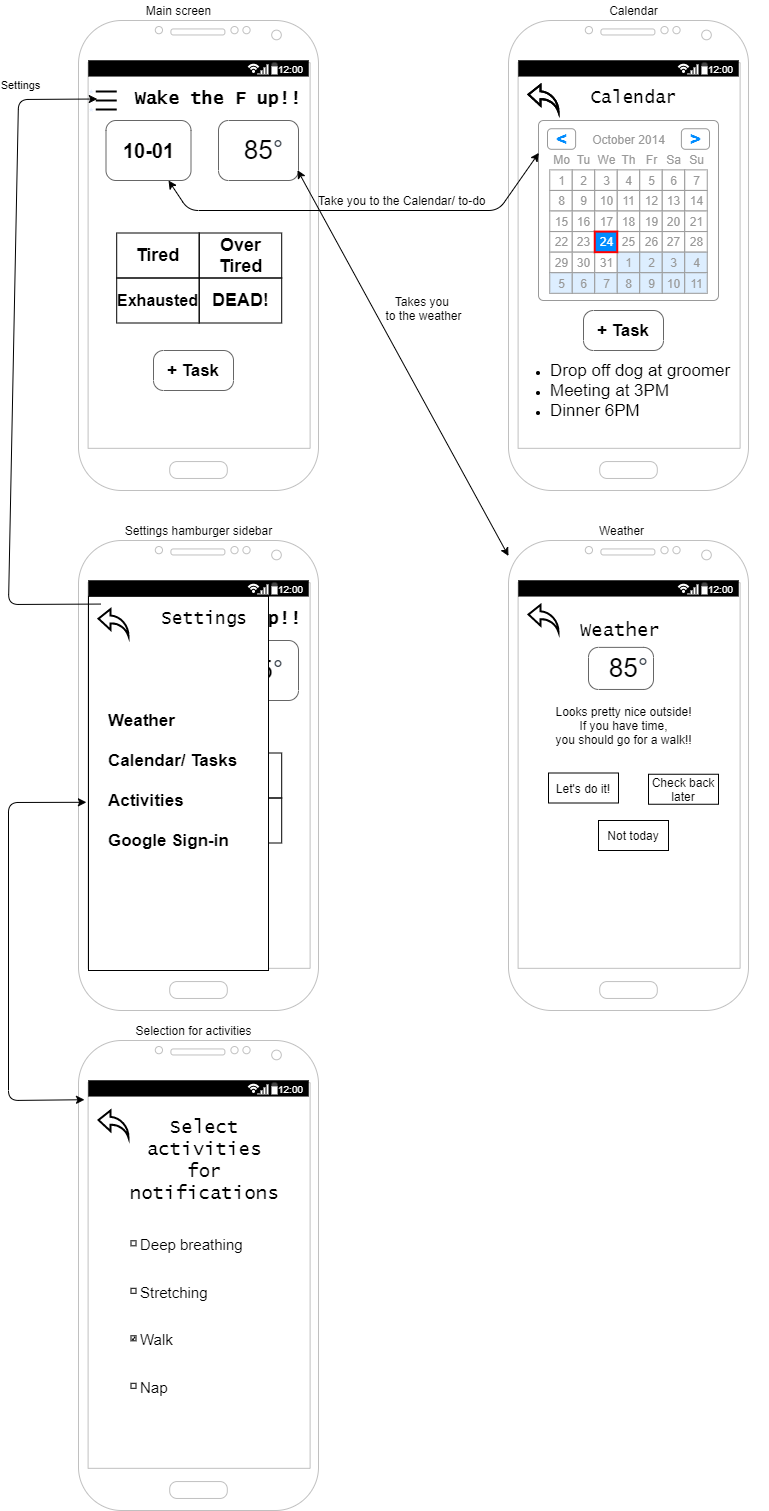 Main screen
12:00
Settings
Wake the F up!!
10-01
85°
Take you to the Calendar/ to-do
Tired
Over
Tired
Exhausted
DEAD!
+ Task
Takes you
to the weather
Calendar
12:00
Calendar
< October 2014 >
Mo Tu We Th Fr Sa Su
1 2 3 4 5 6 7
8 9 10 11 12 13 14
15 16 17 18 19 20 21
22 23 24 25 26 27 28
29 30 31 1 2 3 4
5 6 7 8 9 10 11
+ Task
• Drop off dog at groomer
• Meeting at 3PM
• Dinner 6PM
Settings hamburger sidebar
12:00
Settings
p!!
5°
Weather
Calendar/ Tasks
Activities
Google Sign-in
Weather
12:00
Weather
85°
Looks pretty nice outside!
If you have time,
you should go for a walk!!
Let's do it!
Check back
later
Not today
Selection for activities
12:00
Select
activities
for
notifications
Deep breathing
Stretching
Walk
Nap